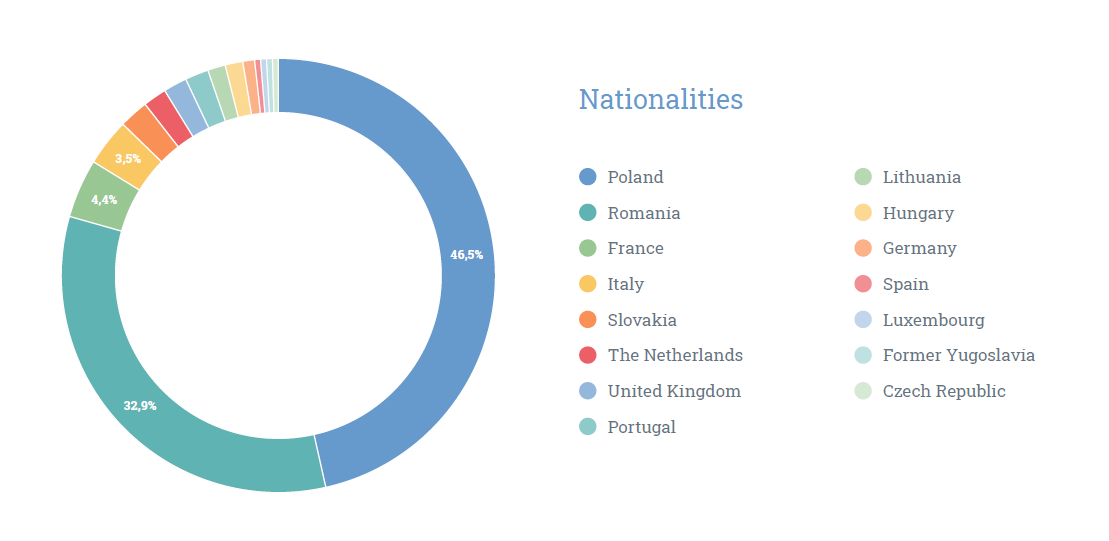 Nationalities
Poland
Romania
France
Italy
Slovakia
The Netherlands
United Kingdom
Portugal
Lithuania
Hungary
Germany
Spain
Luxembourg
Former Yugoslavia
Czech Republic
3,5%
4,4%
46,5%
32,9%